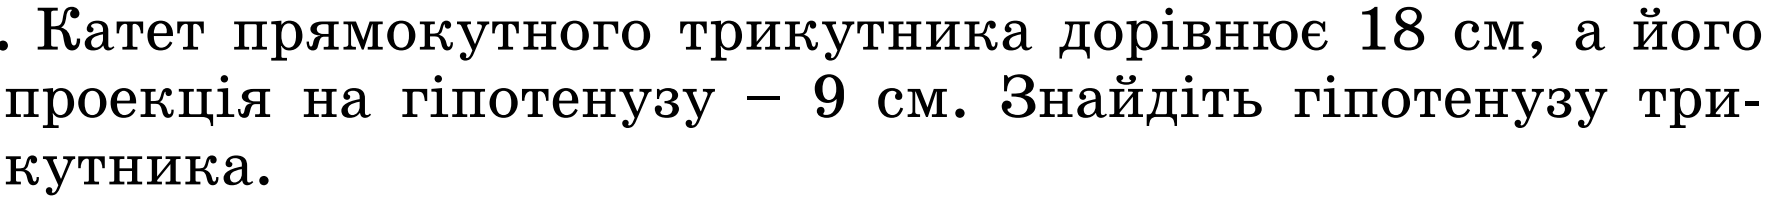 . Катет прямокутного трикутника дорівнює 18 см, а його
проекція на гіпотенузу – 9 см. Знайдіть гіпотенузу три-
кутника.